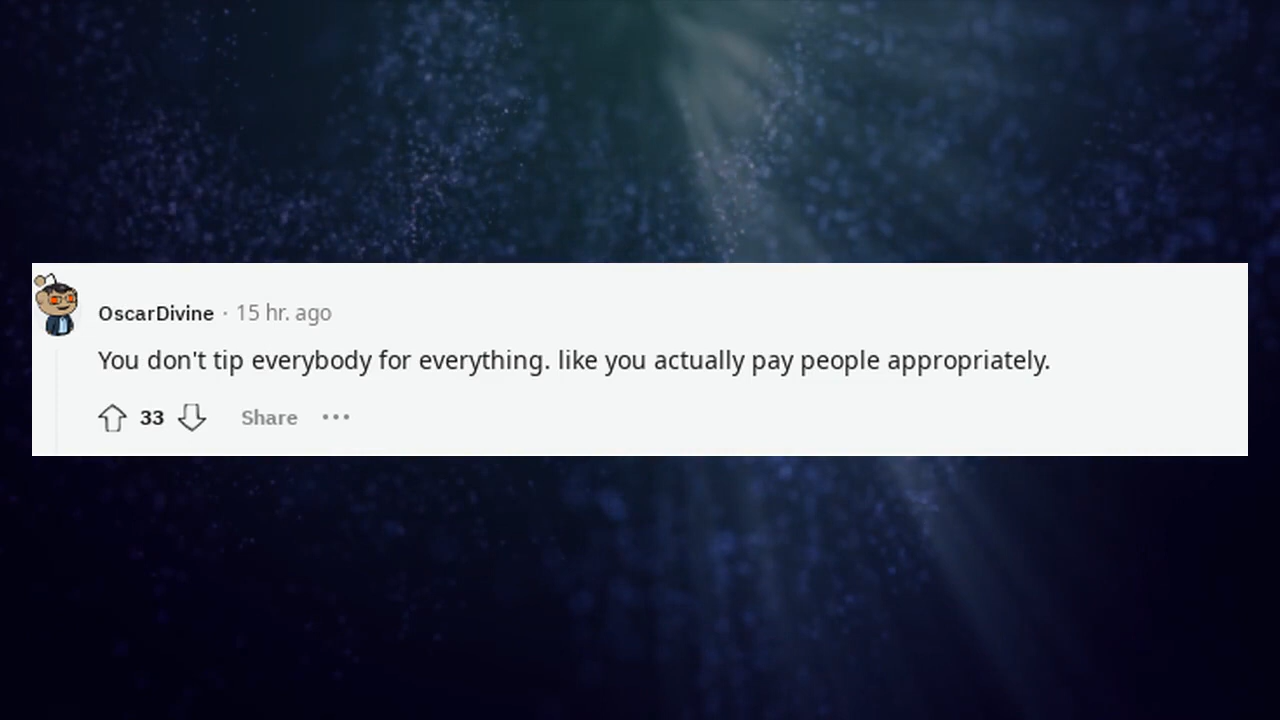 OscarDivine · 15 hr. ago
You don't tip everybody for everything. like you actually pay people appropriately.
33 Share ···